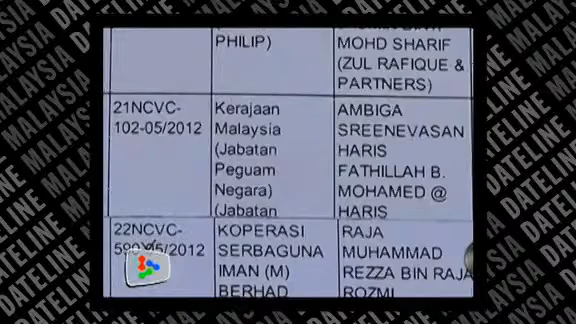 PHILIP)
MOHD SHARIF
(ZUL RAFIQUE &
PARTNERS)
21NCVC-
102-05/2012
Kerajaan
Malaysia
(Jabatan
Peguam
Negara)
(Jabatan
AMBIGA
SREENEVASAN
HARIS
FATHILLAH B.
MOHAMED @
HARIS
22NCVC-
KOPERASI
SERBAGUNA
IMAN (M)
BERHAD
RAJA
MUHAMMAD
REZZA BIN RAJA
ROZMI
DATELINE MALAYSIA